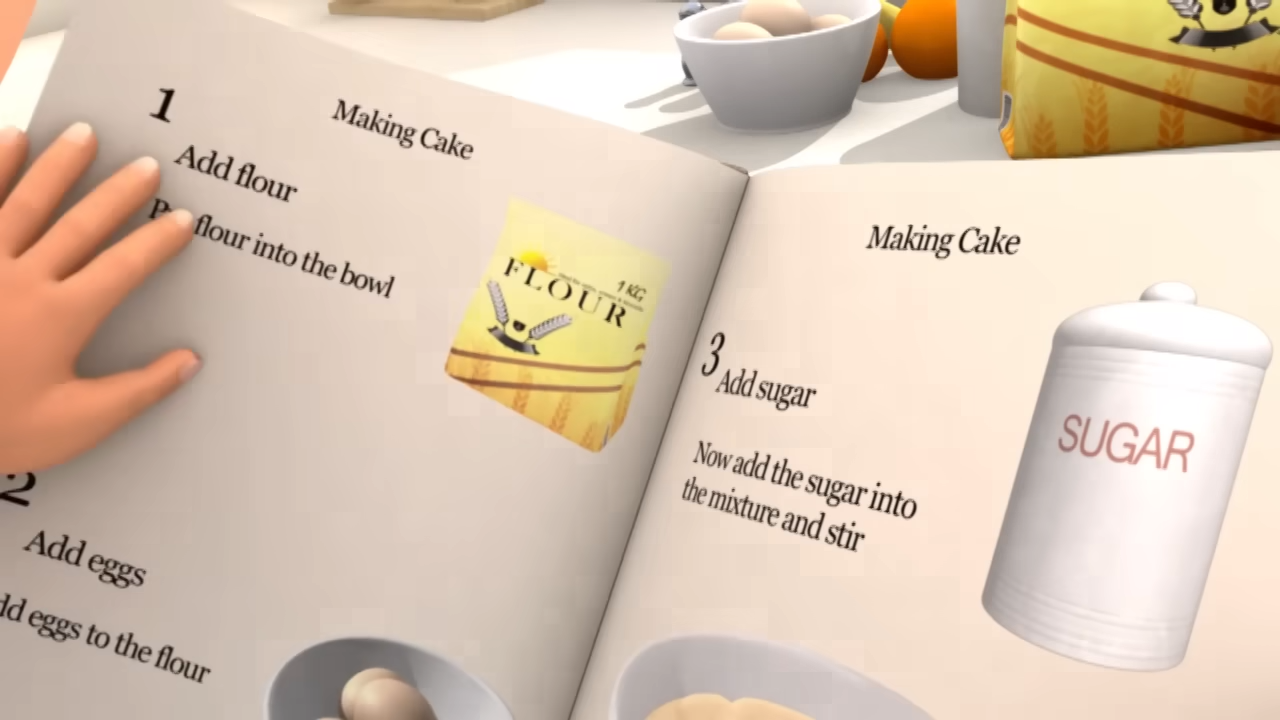 Making Cake
1
Add flour
flour into the bowl
FLOUR
1 KG
2
Add eggs
eggs to the flour
Making Cake
3
Add sugar
Now add the sugar into
the mixture and stir
SUGAR